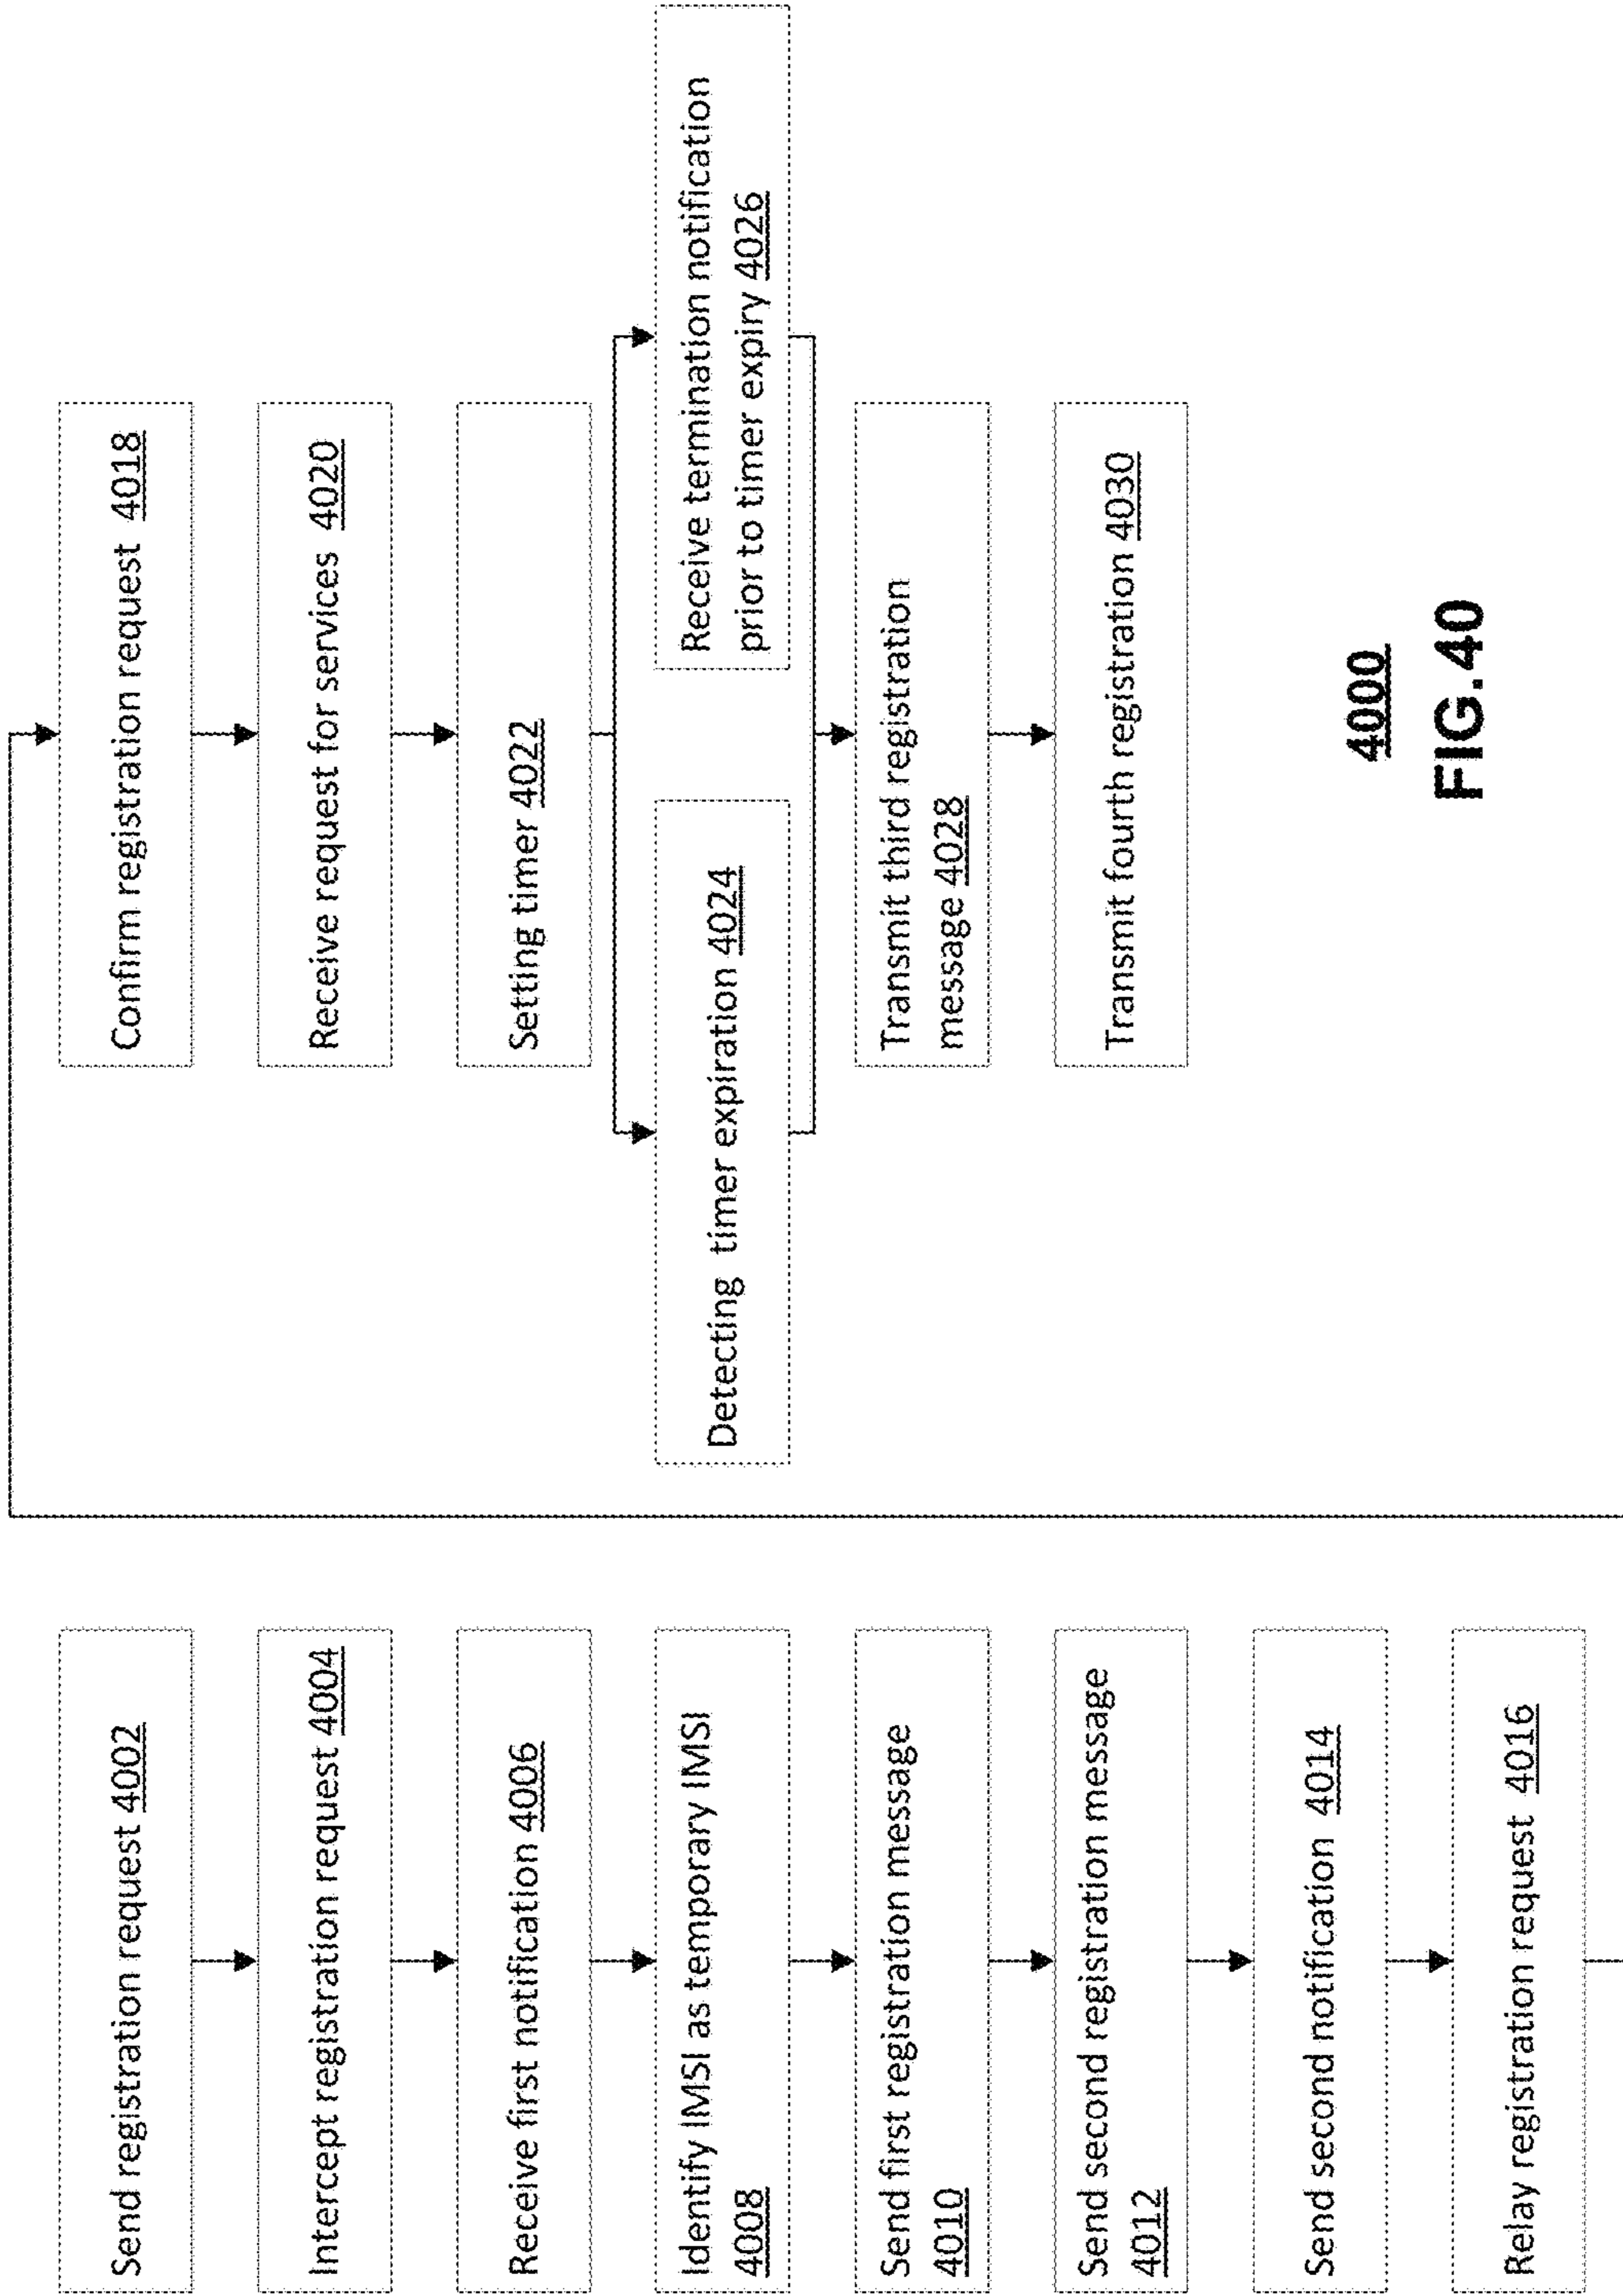 Send registration request 4002
Intercept registration request 4004
Receive first notification 4006
Identify IMSI as temporary IMSI
4008
Send first registration message
4010
Send second registration message
4012
Send second notification 4014
Relay registration request 4016
Confirm registration request 4018
Receive request for services 4020
Setting timer 4022
Detecting timer expiration 4024
Receive termination notification
prior to timer expiry 4026
Transmit third registration
message 4028
Transmit fourth registration 4030
4000
FIG.40